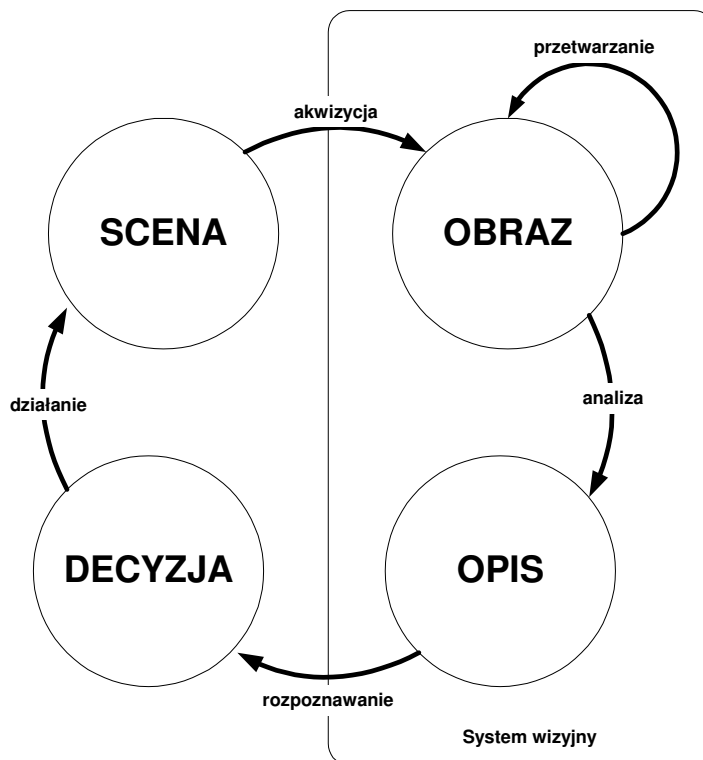 przetwarzanie
akwizycja
SCENA
OBRAZ
działanie
analiza
DECYZJA
OPIS
rozpoznawanie
System wizyjny